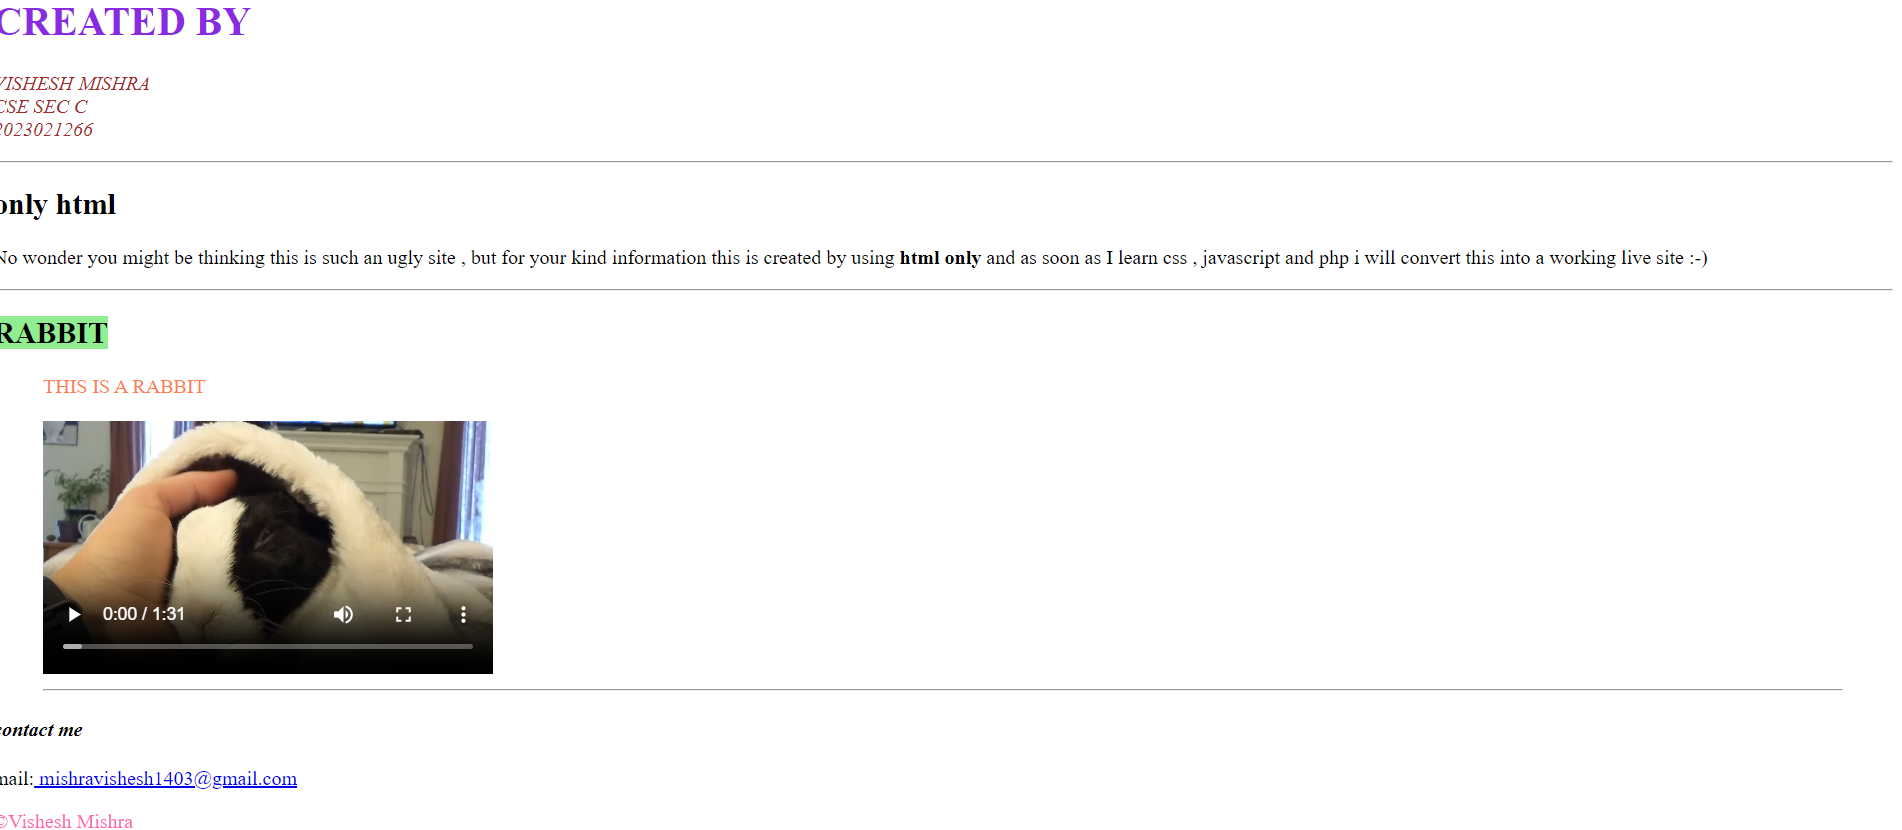 CREATED BY
VISHESH MISHRA
CSE SEC C
2023021266
only html
No wonder you might be thinking this is such an ugly site , but for your kind information this is created by using html only and as soon as I learn css , javascript and php i will convert this into a working live site :-)
RABBIT
THIS IS A RABBIT
0:00 / 1:31
contact me
mail: mishravishesh1403@gmail.com
©Vishesh Mishra